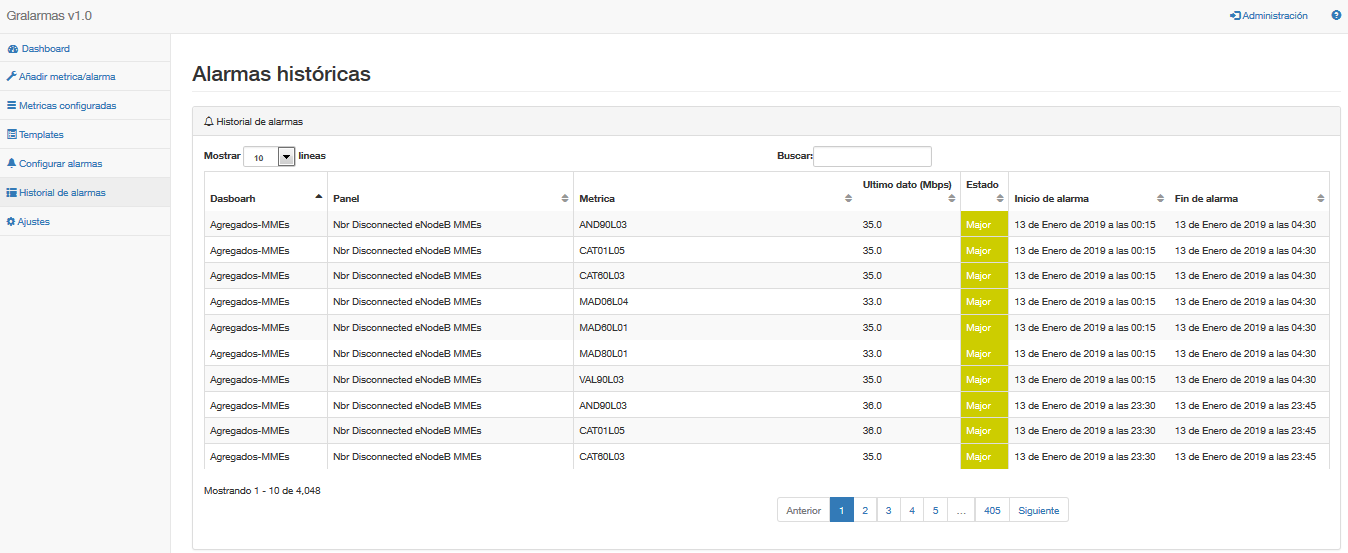 Gralarmas v1.0
Administración
Dashboard
Añadir metrica/alarma
Metricas configuradas
Templates
Configurar alarmas
Historial de alarmas
Ajustes
Alarmas históricas
Historial de alarmas
Mostrar 10 lineas
Buscar:
Dasboarh Panel Metrica Ultimo dato (Mbps) Estado Inicio de alarma Fin de alarma
Agregados-MMEs Nbr Disconnected eNodeB MMEs AND90L03 35.0 Major 13 de Enero de 2019 a las 00:15 13 de Enero de 2019 a las 04:30
Agregados-MMEs Nbr Disconnected eNodeB MMEs CAT01L05 35.0 Major 13 de Enero de 2019 a las 00:15 13 de Enero de 2019 a las 04:30
Agregados-MMEs Nbr Disconnected eNodeB MMEs CAT60L03 35.0 Major 13 de Enero de 2019 a las 00:15 13 de Enero de 2019 a las 04:30
Agregados-MMEs Nbr Disconnected eNodeB MMEs MAD06L04 33.0 Major 13 de Enero de 2019 a las 00:15 13 de Enero de 2019 a las 04:30
Agregados-MMEs Nbr Disconnected eNodeB MMEs MAD60L01 35.0 Major 13 de Enero de 2019 a las 00:15 13 de Enero de 2019 a las 04:30
Agregados-MMEs Nbr Disconnected eNodeB MMEs MAD80L01 33.0 Major 13 de Enero de 2019 a las 00:15 13 de Enero de 2019 a las 04:30
Agregados-MMEs Nbr Disconnected eNodeB MMEs VAL90L03 35.0 Major 13 de Enero de 2019 a las 00:15 13 de Enero de 2019 a las 04:30
Agregados-MMEs Nbr Disconnected eNodeB MMEs AND90L03 36.0 Major 13 de Enero de 2019 a las 23:30 13 de Enero de 2019 a las 23:45
Agregados-MMEs Nbr Disconnected eNodeB MMEs CAT01L05 36.0 Major 13 de Enero de 2019 a las 23:30 13 de Enero de 2019 a las 23:45
Agregados-MMEs Nbr Disconnected eNodeB MMEs CAT60L03 35.0 Major 13 de Enero de 2019 a las 23:30 13 de Enero de 2019 a las 23:45
Mostrando 1 - 10 de 4,048
Anterior 1 2 3 4 5 ... 405 Siguiente